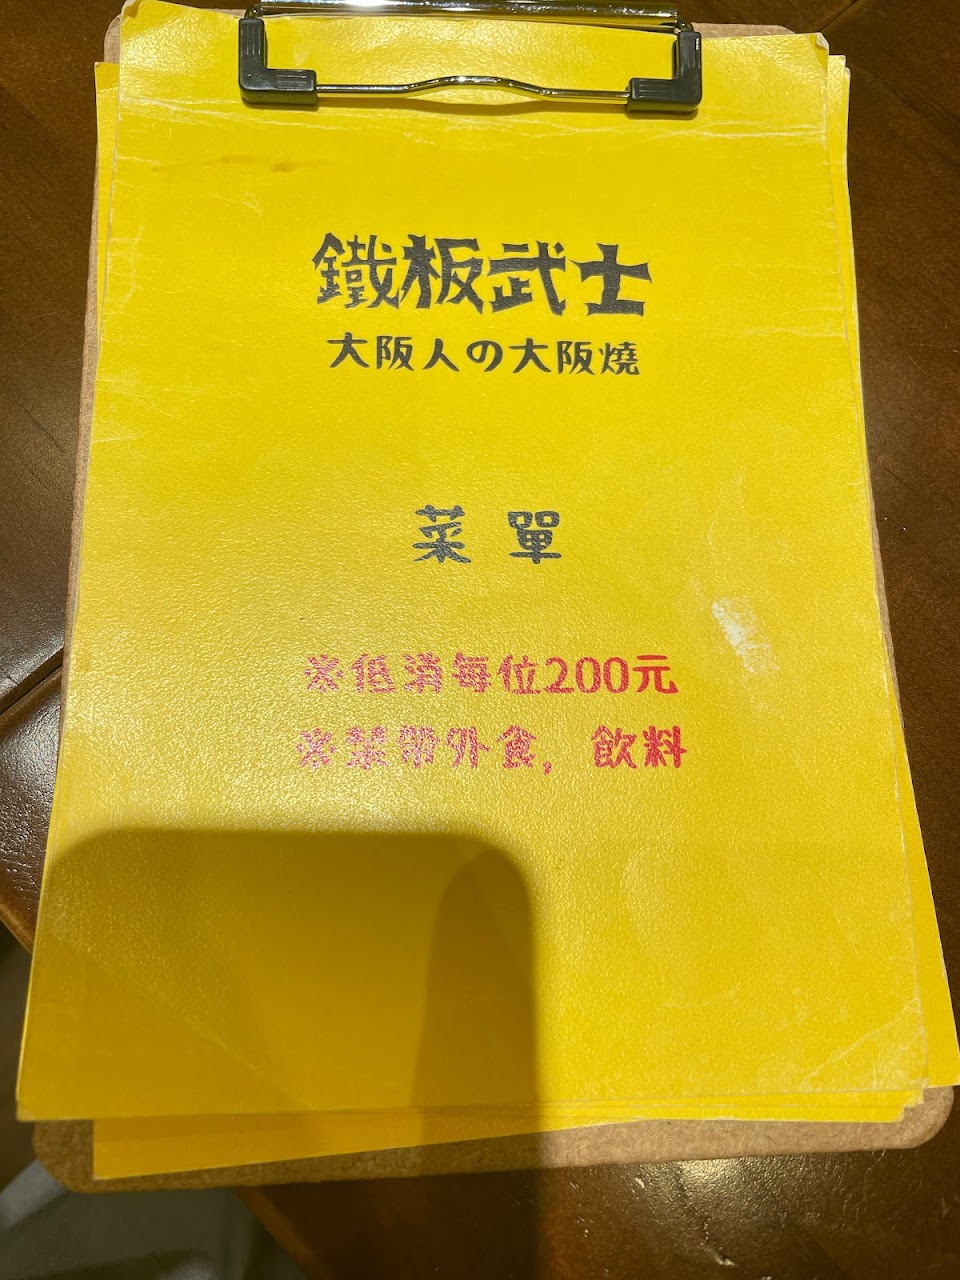 鐵板武士
大阪人の大阪燒
菜單
※低消每位200元
※禁帶外食，飲料